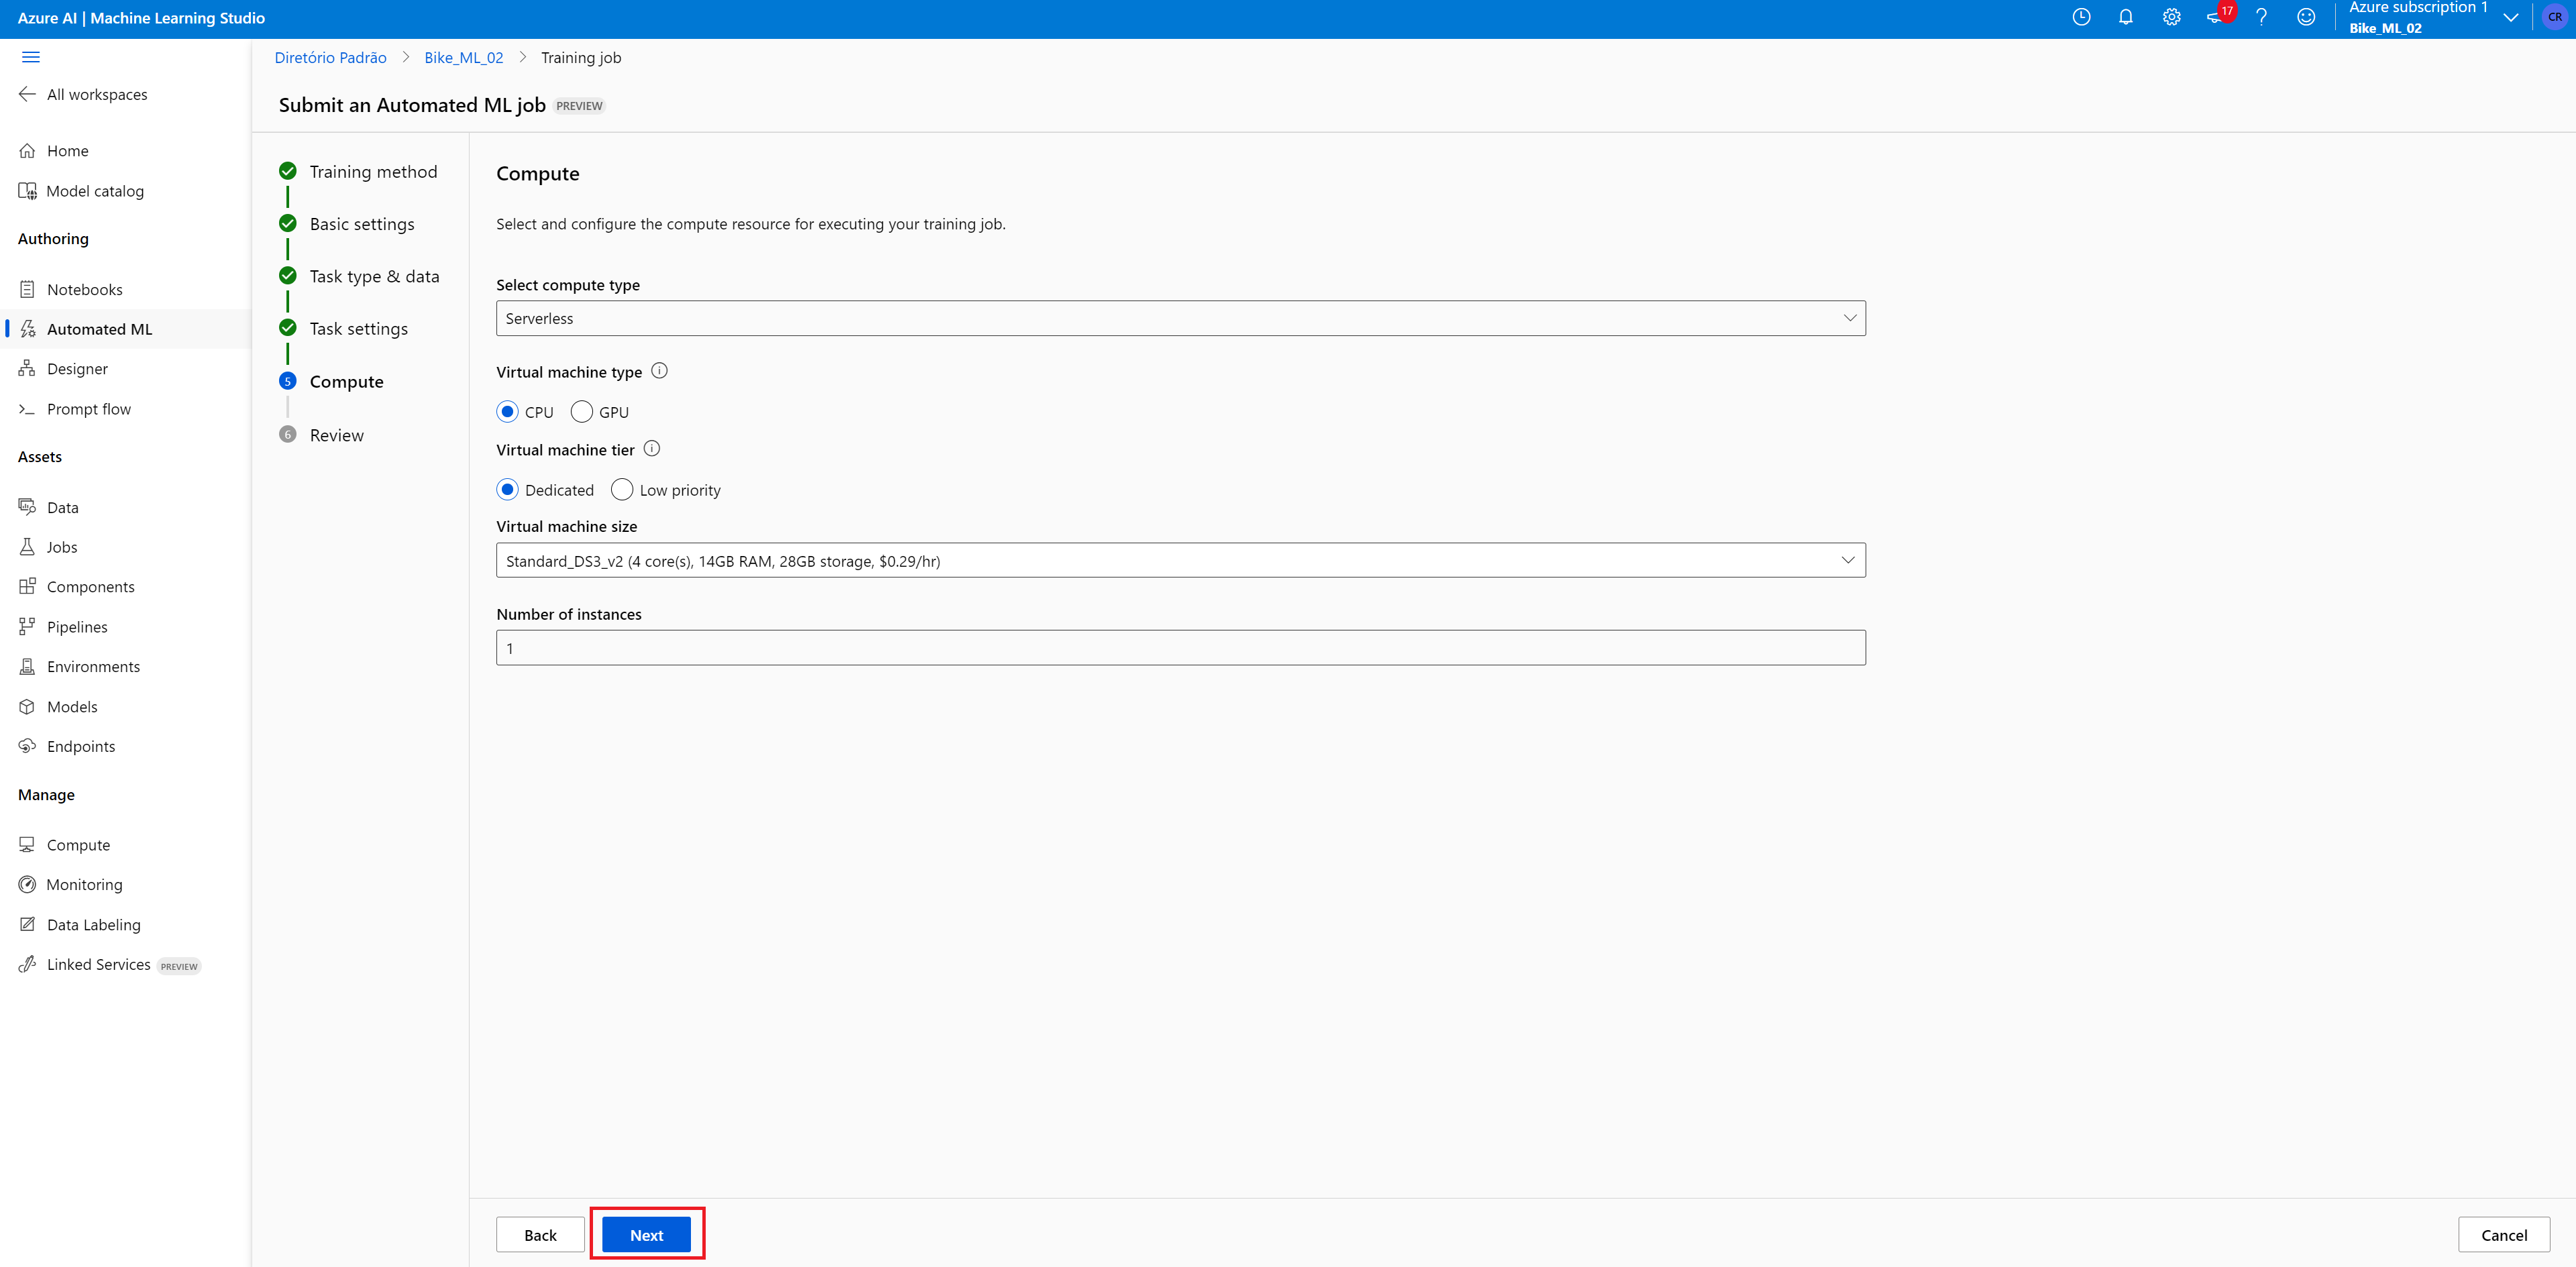 Azure AI | Machine Learning Studio
17
Azure subscription 1
Bike_ML_02
CR
All workspaces
Home
Model catalog
Authoring
Notebooks
Automated ML
Designer
Prompt flow
Assets
Data
Jobs
Components
Pipelines
Environments
Models
Endpoints
Manage
Compute
Monitoring
Data Labeling
Linked Services PREVIEW
Diretório Padrão > Bike_ML_02 > Training job
Submit an Automated ML job PREVIEW
Training method
Basic settings
Task type & data
Task settings
5 Compute
6 Review
Compute
Select and configure the compute resource for executing your training job.
Select compute type
Serverless
Virtual machine type
CPU GPU
Virtual machine tier
Dedicated Low priority
Virtual machine size
Standard_DS3_v2 (4 core(s), 14GB RAM, 28GB storage, $0.29/hr)
Number of instances
1
Back Next Cancel